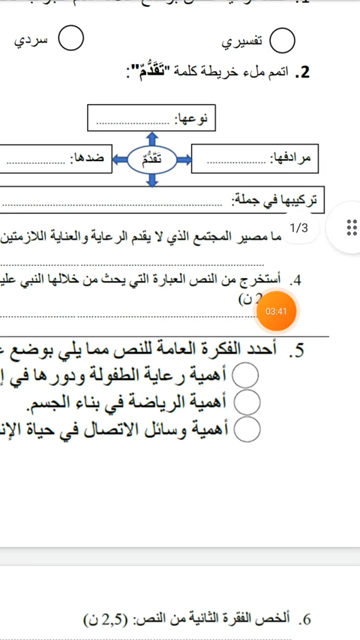 تفسيري
سردي
2. اتمم ملء خريطة كلمة "تَقَدُّمٌ":
نوعها: ........................
مرادفها: ........................
تَقَدُّمٌ
ضدها: ........................
تركيبها في جملة: ........................
1/3
ما مصير المجتمع الذي لا يقدم الرعاية والعناية اللازمتين
4. أستخرج من النص العبارة التي يحث من خلالها النبي
ن)
03:41
5. أحدد الفكرة العامة للنص مما يلي بوضع
أهمية رعاية الطفولة ودورها في
أهمية الرياضة في بناء الجسم.
أهمية وسائل الاتصال في حياة
6. ألخص الفقرة الثانية من النص: (2,5 ن)